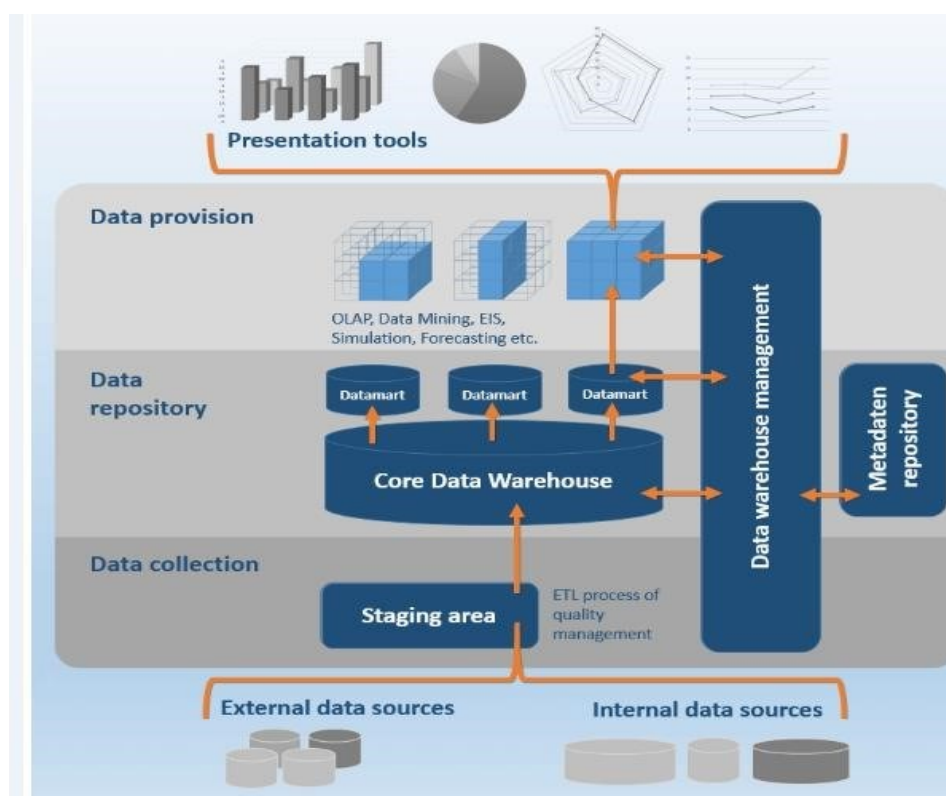 Presentation tools
Data provision
OLAP, Data Mining, EIS,
Simulation, Forecasting etc.
Data
repository
Datamart
Datamart
Datamart
Core Data Warehouse
Data warehouse management
Metadaten
repository
Data collection
Staging area
ETL process of
quality
management
External data sources
Internal data sources